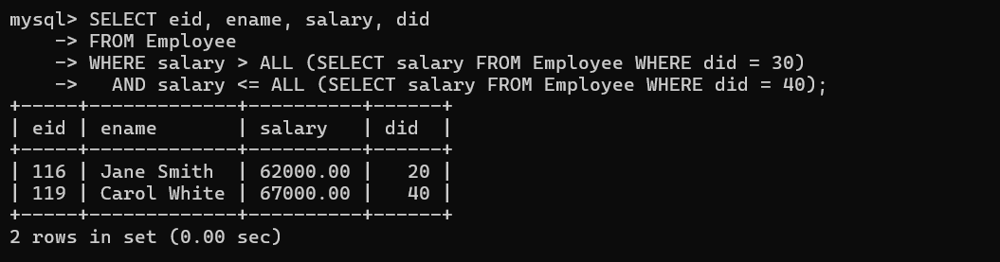 mysql> SELECT eid, ename, salary, did
    -> FROM Employee
    -> WHERE salary > ALL (SELECT salary FROM Employee WHERE did = 30)
    ->   AND salary <= ALL (SELECT salary FROM Employee WHERE did = 40);
+-----+-------------+----------+------+
| eid | ename       | salary   | did  |
+-----+-------------+----------+------+
| 116 | Jane Smith  | 62000.00 |   20 |
| 119 | Carol White | 67000.00 |   40 |
+-----+-------------+----------+------+
2 rows in set (0.00 sec)